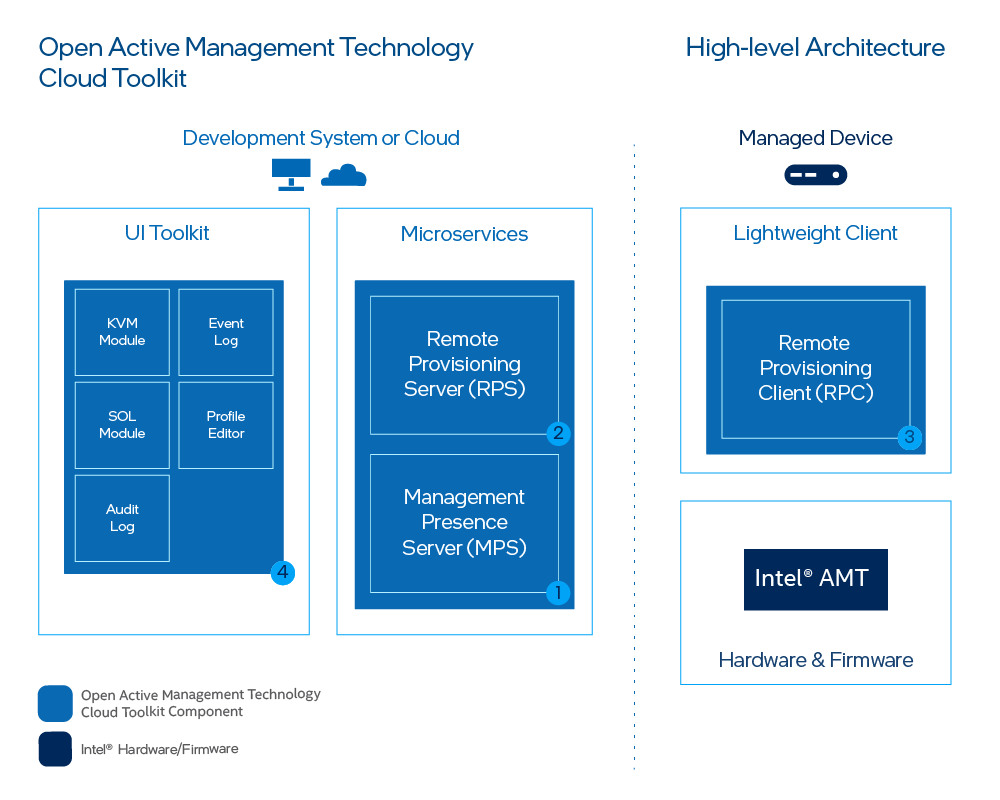 Open Active Management Technology
Cloud Toolkit
High-level Architecture
Development System or Cloud
Managed Device
UI Toolkit
KVM
Module
Event
Log
SOL
Module
Profile
Editor
Audit
Log
4
Microservices
Remote
Provisioning
Server (RPS)
2
Management
Presence
Server (MPS)
1
Lightweight Client
Remote
Provisioning
Client (RPC)
3
Intel® AMT
Hardware & Firmware
Open Active Management Technology
Cloud Toolkit Component
Intel® Hardware/Firmware